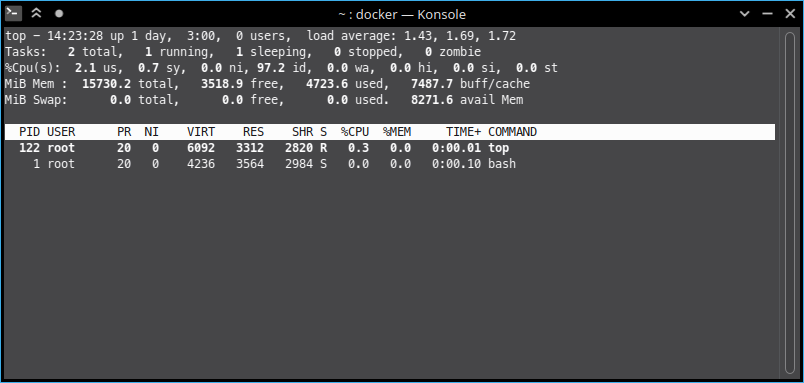 ~ : docker — Konsole
top - 14:23:28 up 1 day,  3:00,  0 users,  load average: 1.43, 1.69, 1.72
Tasks:   2 total,   1 running,   1 sleeping,   0 stopped,   0 zombie
%Cpu(s):  2.1 us,  0.7 sy,  0.0 ni, 97.2 id,  0.0 wa,  0.0 hi,  0.0 si,  0.0 st
MiB Mem :  15730.2 total,   3518.9 free,   4723.6 used,   7487.7 buff/cache
MiB Swap:      0.0 total,      0.0 free,      0.0 used.   8271.6 avail Mem
  PID USER      PR  NI    VIRT    RES    SHR S  %CPU  %MEM     TIME+ COMMAND
  122 root      20   0    6092   3312   2820 R   0.3   0.0   0:00.01 top
    1 root      20   0    4236   3564   2984 S   0.0   0.0   0:00.10 bash